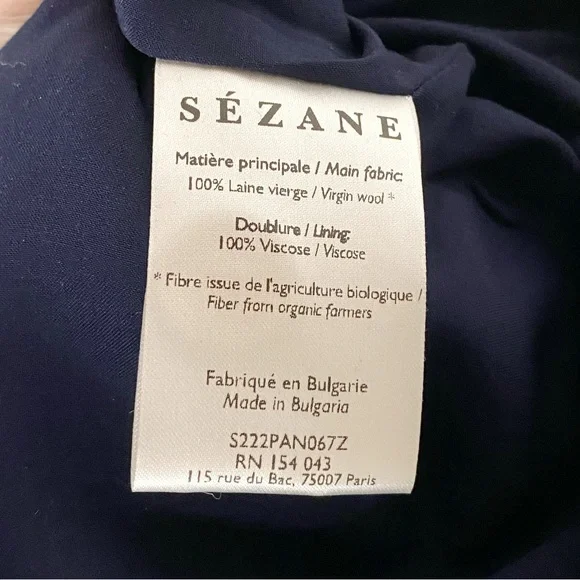 SÉZANE
Matière principale / Main fabric:
100% Laine vierge / Virgin wool *
Doublure / Lining:
100% Viscose / Viscose
* Fibre issue de l'agriculture biologique /
Fiber from organic farmers
Fabriqué en Bulgarie
Made in Bulgaria
S222PAN067Z
RN 154 043
115 rue du Bac, 75007 Paris